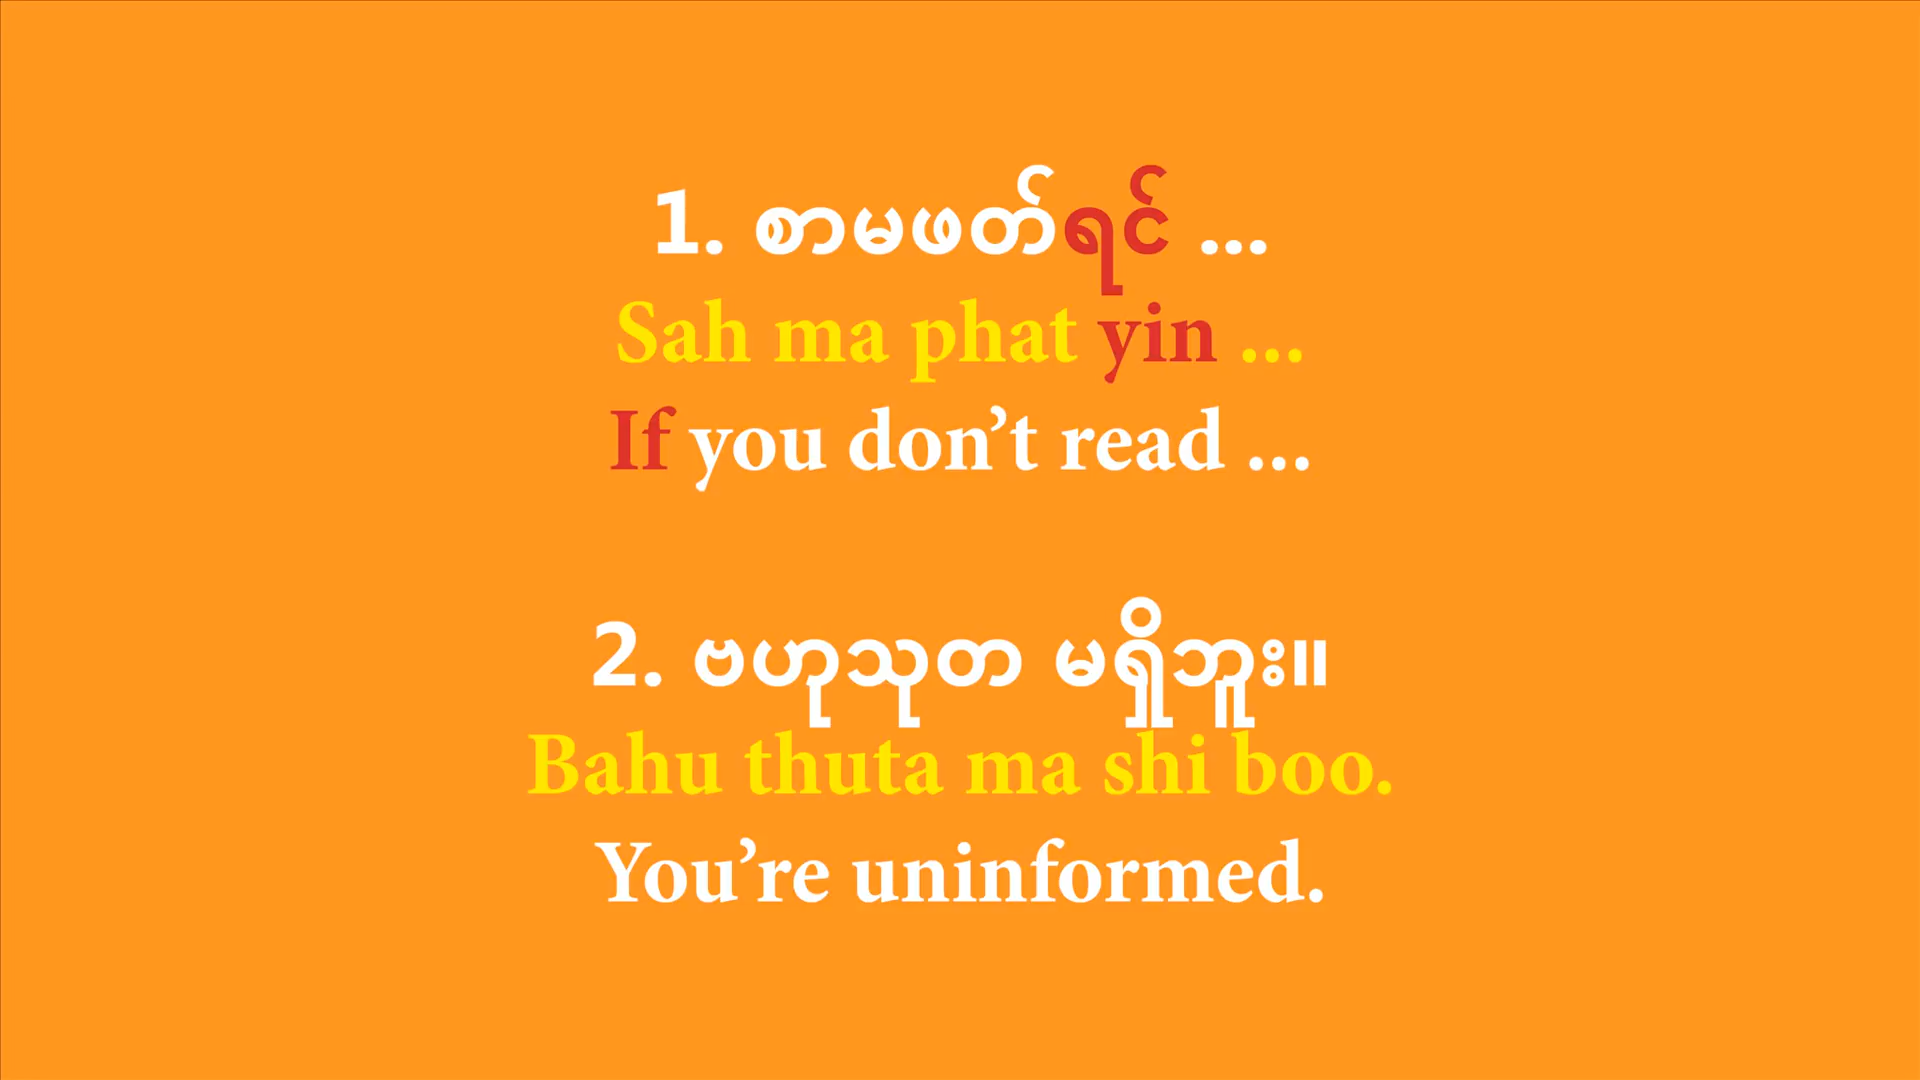 1. စာမဖတ်ရင် ...
Sah ma phat yin ...
If you don’t read ...
2. ဗဟုသုတ မရှိဘူး။
Bahu thuta ma shi boo.
You’re uninformed.